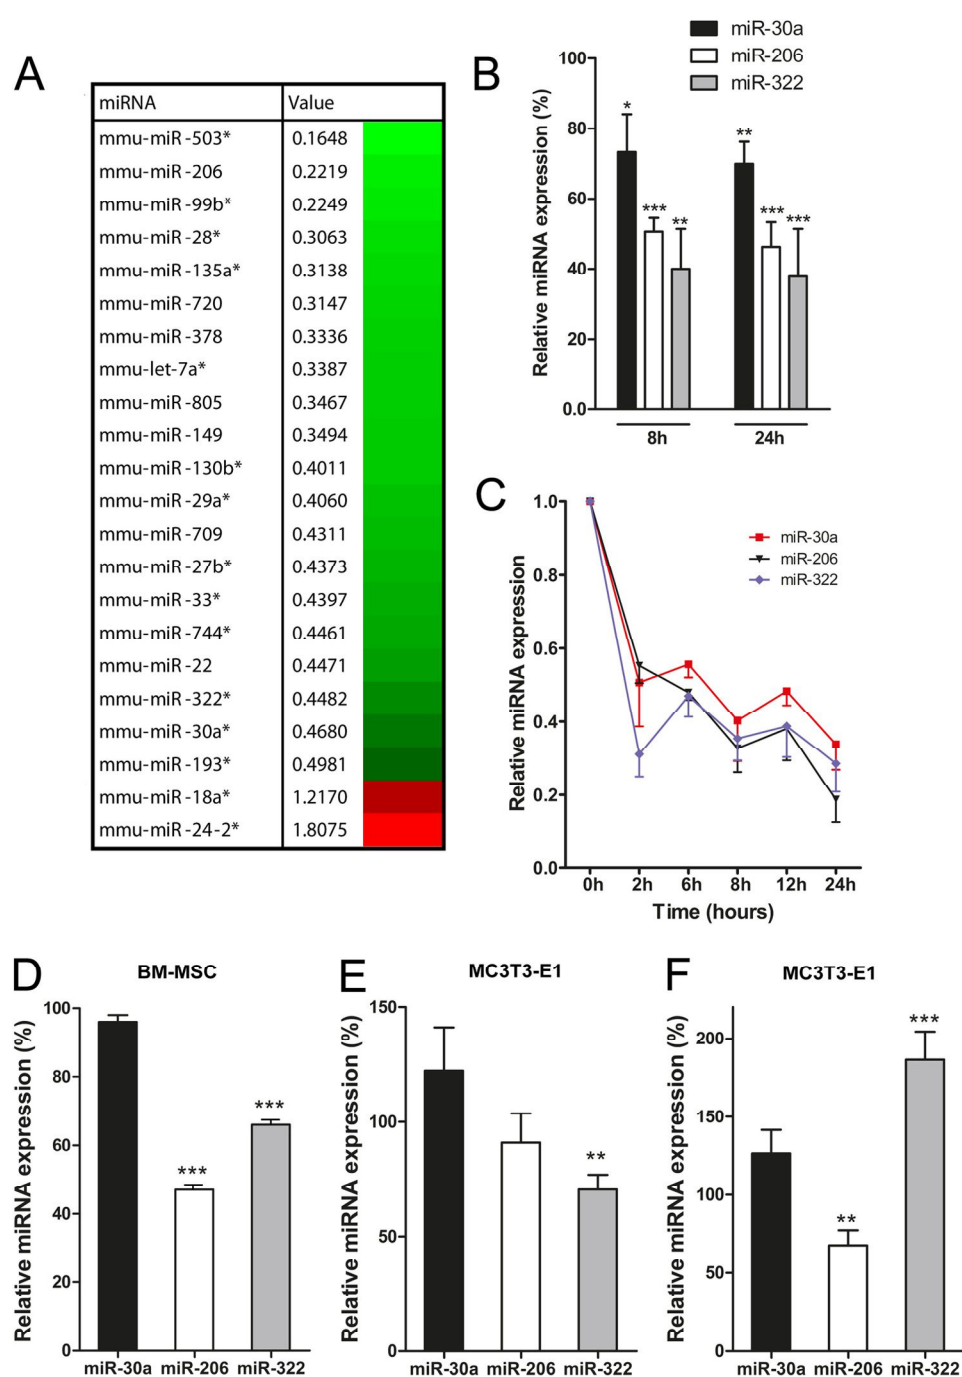 A
miRNA Value
mmu-miR-503* 0.1648
mmu-miR-206 0.2219
mmu-miR-99b* 0.2249
mmu-miR-28* 0.3063
mmu-miR-135a* 0.3138
mmu-miR-720 0.3147
mmu-miR-378 0.3336
mmu-let-7a* 0.3387
mmu-miR-805 0.3467
mmu-miR-149 0.3494
mmu-miR-130b* 0.4011
mmu-miR-29a* 0.4060
mmu-miR-709 0.4311
mmu-miR-27b* 0.4373
mmu-miR-33* 0.4397
mmu-miR-744* 0.4461
mmu-miR-22 0.4471
mmu-miR-322* 0.4482
mmu-miR-30a* 0.4680
mmu-miR-193* 0.4981
mmu-miR-18a* 1.2170
mmu-miR-24-2* 1.8075
B
miR-30a
miR-206
miR-322
Relative miRNA expression (%)
100
80
60
40
20
0.0
* *** ** ** *** ***
8h 24h
C
miR-30a
miR-206
miR-322
Relative miRNA expression
1.0
0.8
0.6
0.4
0.2
0.0
0h 2h 6h 8h 12h 24h
Time (hours)
D
BM-MSC
Relative miRNA expression (%)
100
80
60
40
20
0
*** ***
miR-30a miR-206 miR-322
E
MC3T3-E1
Relative miRNA expression (%)
150
100
50
0
**
miR-30a miR-206 miR-322
F
MC3T3-E1
Relative miRNA expression (%)
200
150
100
50
0
** ***
miR-30a miR-206 miR-322